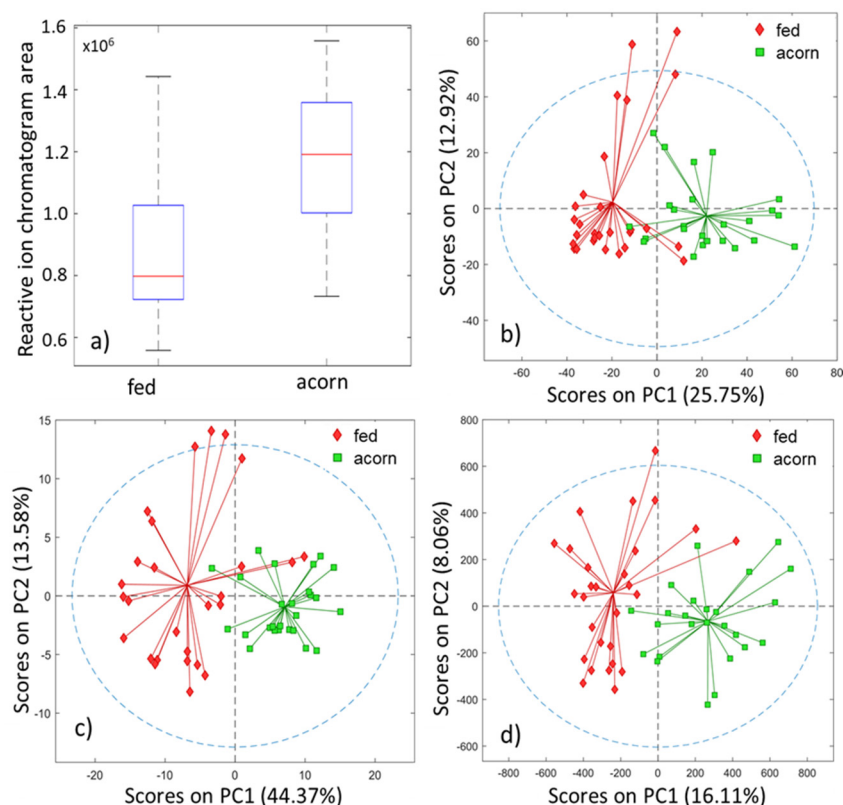 x10⁶
1.6
1.4
1.2
1.0
0.8
0.6
Reactive ion chromatogram area
a)
fed
acorn
fed
acorn
60
40
20
0
-20
-40
Scores on PC2 (12.92%)
b)
-60
-40
-20
0
20
40
60
80
Scores on PC1 (25.75%)
fed
acorn
15
10
5
0
-5
-10
Scores on PC2 (13.58%)
c)
-20
-10
0
10
20
Scores on PC1 (44.37%)
fed
acorn
800
600
400
200
0
-200
-400
-600
Scores on PC2 (8.06%)
d)
-800
-600
-400
-200
0
200
400
600
800
Scores on PC1 (16.11%)